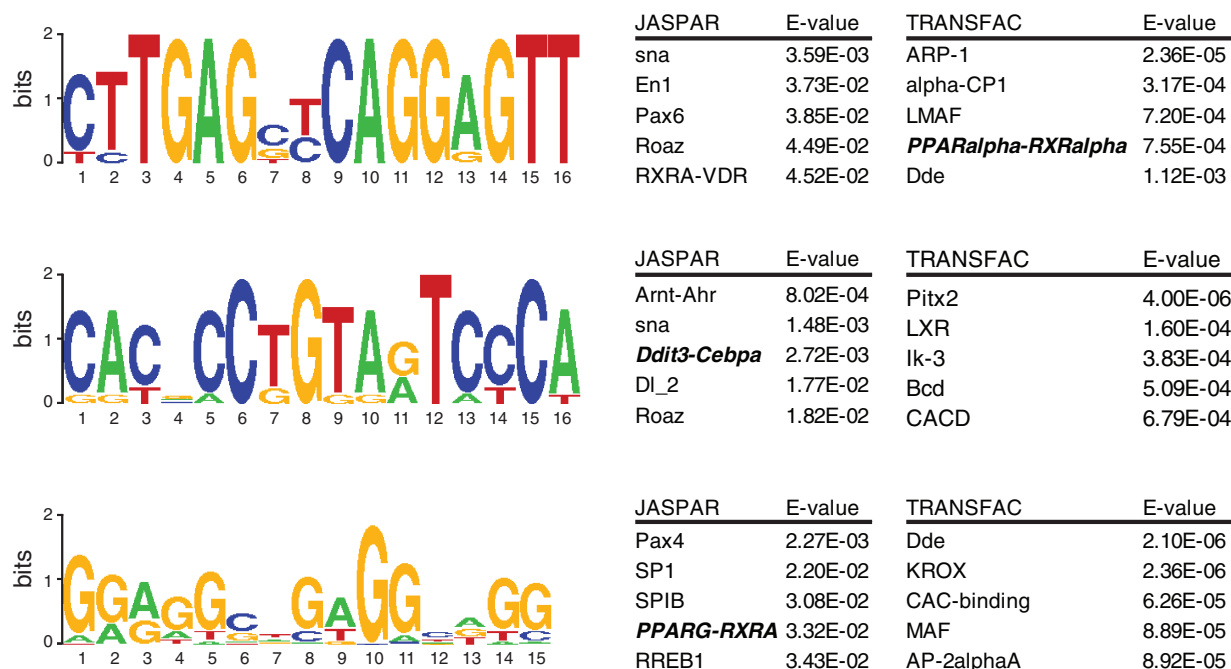 bits
2
1
0
CTTGAGCTCAGGAGTT
1 2 3 4 5 6 7 8 9 10 11 12 13 14 15 16
JASPAR E-value
sna 3.59E-03
En1 3.73E-02
Pax6 3.85E-02
Roaz 4.49E-02
RXRA-VDR 4.52E-02
TRANSFAC E-value
ARP-1 2.36E-05
alpha-CP1 3.17E-04
LMAF 7.20E-04
PPARalpha-RXRalpha 7.55E-04
Dde 1.12E-03
bits
2
1
0
CACGCCTGTAGTCCCA
1 2 3 4 5 6 7 8 9 10 11 12 13 14 15 16
JASPAR E-value
Arnt-Ahr 8.02E-04
sna 1.48E-03
Ddit3-Cebpa 2.72E-03
Dl_2 1.77E-02
Roaz 1.82E-02
TRANSFAC E-value
Pitx2 4.00E-06
LXR 1.60E-04
Ik-3 3.83E-04
Bcd 5.09E-04
CACD 6.79E-04
bits
2
1
0
GGAGGCTGAGGCAGG
1 2 3 4 5 6 7 8 9 10 11 12 13 14 15
JASPAR E-value
Pax4 2.27E-03
SP1 2.20E-02
SPIB 3.08E-02
PPARG-RXRA 3.32E-02
RREB1 3.43E-02
TRANSFAC E-value
Dde 2.10E-06
KROX 2.36E-06
CAC-binding 6.26E-05
MAF 8.89E-05
AP-2alphaA 8.92E-05